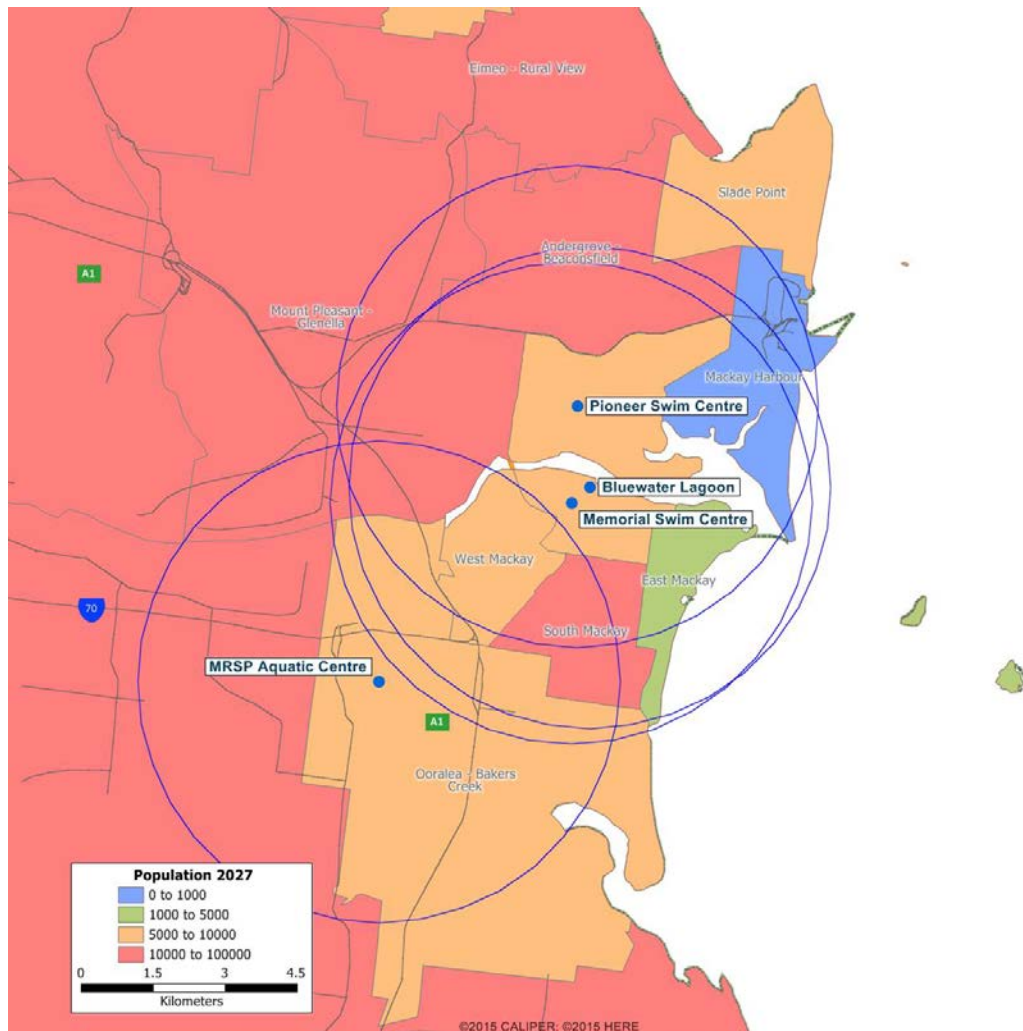 Eimeo - Rural View
Slade Point
Andergrove -
Beaconsfield
A1
Mount Pleasant -
Glenella
Mackay Harbour
Pioneer Swim Centre
Bluewater Lagoon
Memorial Swim Centre
West Mackay
East Mackay
70
South Mackay
MRSP Aquatic Centre
A1
Ooralea - Bakers
Creek
Population 2027
0 to 1000
1000 to 5000
5000 to 10000
10000 to 100000
0 1.5 3 4.5
Kilometers
©2015 CALIPER; ©2015 HERE